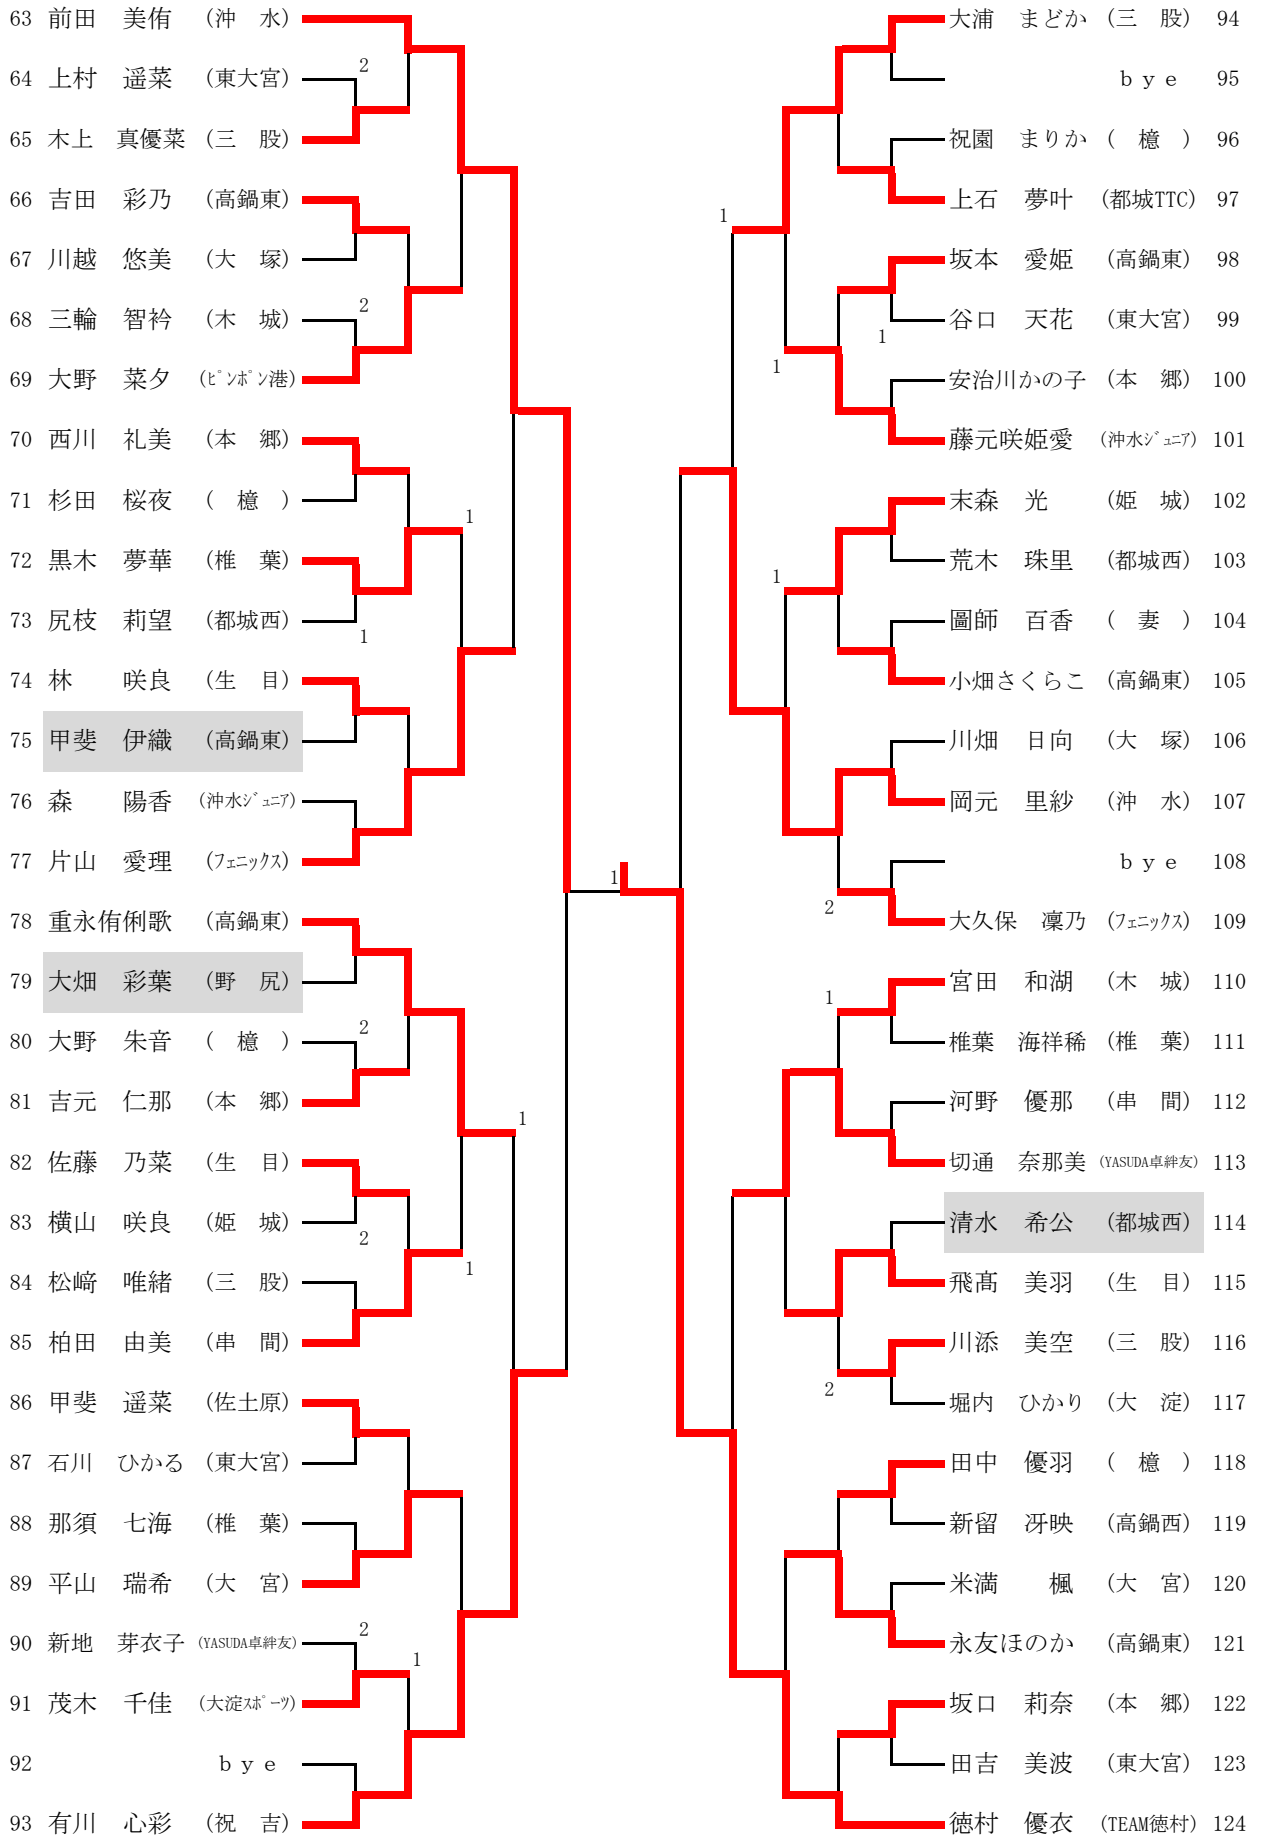 63 前田　美侑 （沖　水）
64 上村　遥菜 （東大宮）
2
65 木上　真優菜 （三　股）
66 吉田　彩乃 （高鍋東）
67 川越　悠美 （大　塚）
68 三輪　智衿 （木　城）
2
69 大野　菜夕 （ﾋﾟﾝﾎﾟﾝ港）
70 西川　礼美 （本　郷）
71 杉田　桜夜 （　檍　）
1
72 黒木　夢華 （椎　葉）
73 尻枝　莉望 （都城西）
1
74 林　　咲良 （生　目）
75 甲斐　伊織 （高鍋東）
76 森　　陽香 （沖水ｼﾞｭﾆｱ）
77 片山　愛理 （ﾌｪﾆｯｸｽ）
78 重永侑俐歌 （高鍋東）
79 大畑　彩葉 （野　尻）
80 大野　朱音 （　檍　）
2
81 吉元　仁那 （本　郷）
1
82 佐藤　乃菜 （生　目）
83 横山　咲良 （姫　城）
2
84 松﨑　唯緒 （三　股）
1
85 柏田　由美 （串　間）
86 甲斐　遥菜 （佐土原）
87 石川　ひかる （東大宮）
88 那須　七海 （椎　葉）
89 平山　瑞希 （大　宮）
90 新地　芽衣子 （YASUDA卓絆友）
2
1
91 茂木　千佳 （大淀ｽﾎﾟｰﾂ）
92 ｂｙｅ
93 有川　心彩 （祝　吉）
1
大浦　まどか （三　股） 94
ｂｙｅ 95
祝園　まりか （　檍　） 96
上石　夢叶 （都城TTC） 97
1
坂本　愛姫 （高鍋東） 98
谷口　天花 （東大宮） 99
1
1
安治川かの子 （本　郷） 100
藤元咲姫愛 （沖水ｼﾞｭﾆｱ） 101
末森　光 （姫　城） 102
荒木　珠里 （都城西） 103
1
圖師　百香 （　妻　） 104
小畑さくらこ （高鍋東） 105
川畑　日向 （大　塚） 106
岡元　里紗 （沖　水） 107
ｂｙｅ 108
2
大久保　凜乃 （ﾌｪﾆｯｸｽ） 109
宮田　和湖 （木　城） 110
1
椎葉　海祥稀 （椎　葉） 111
河野　優那 （串　間） 112
切通　奈那美 （YASUDA卓絆友） 113
清水　希公 （都城西） 114
飛髙　美羽 （生　目） 115
川添　美空 （三　股） 116
2
堀内　ひかり （大　淀） 117
田中　優羽 （　檍　） 118
新留　冴映 （高鍋西） 119
米満　　楓 （大　宮） 120
永友ほのか （高鍋東） 121
坂口　莉奈 （本　郷） 122
田吉　美波 （東大宮） 123
徳村　優衣 （TEAM徳村） 124